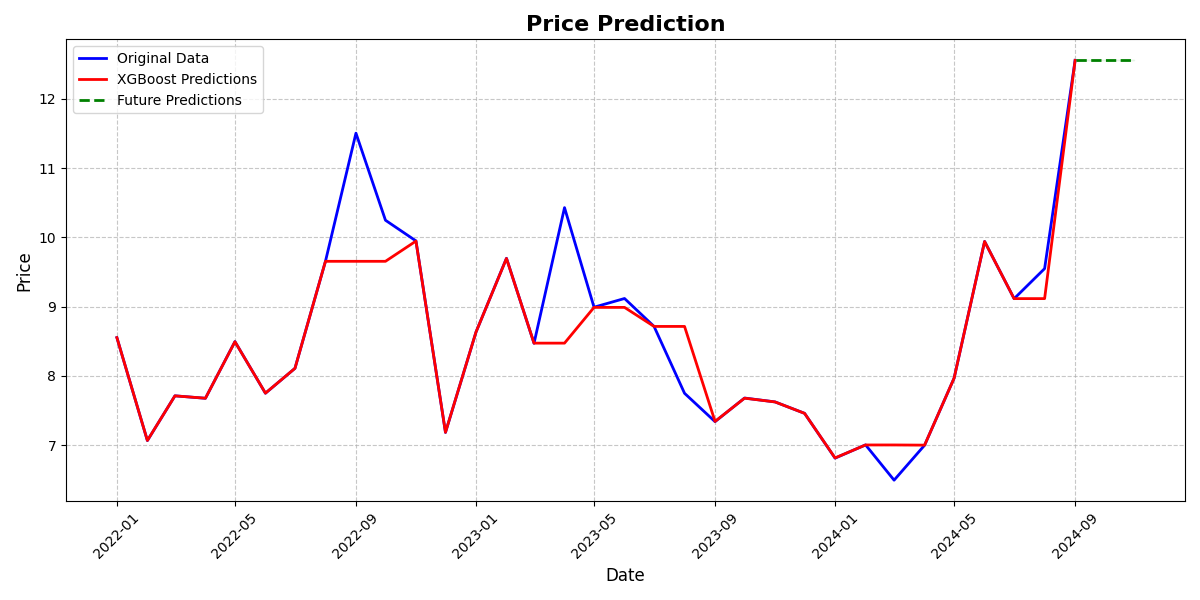 Price Prediction
Original Data
XGBoost Predictions
Future Predictions
Price
12
11
10
9
8
7
2022-01
2022-05
2022-09
2023-01
2023-05
2023-09
2024-01
2024-05
2024-09
Date